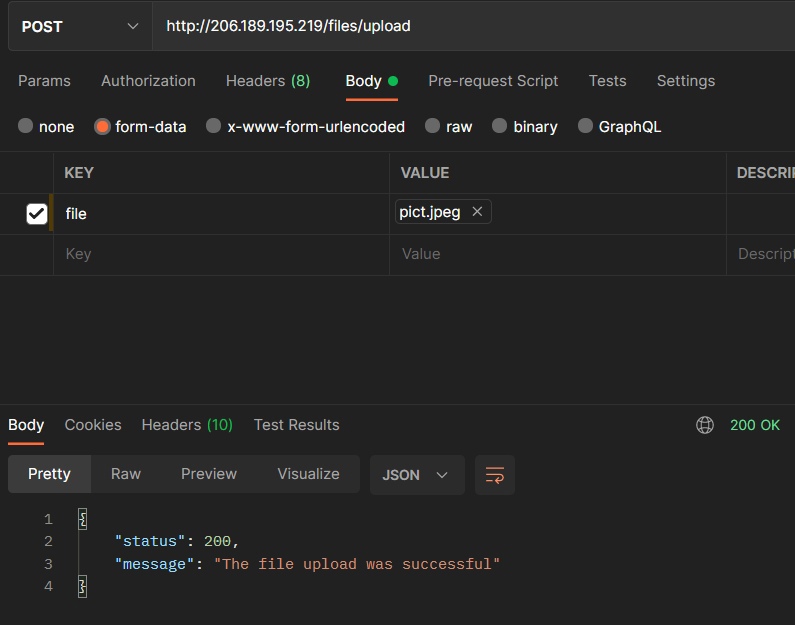 POST http://206.189.195.219/files/upload
Params Authorization Headers (8) Body Pre-request Script Tests Settings
none form-data x-www-form-urlencoded raw binary GraphQL
KEY VALUE DESCRI
file pict.jpeg
Key Value Descript
Body Cookies Headers (10) Test Results 200 OK
Pretty Raw Preview Visualize JSON
1 {
2 "status": 200,
3 "message": "The file upload was successful"
4 }